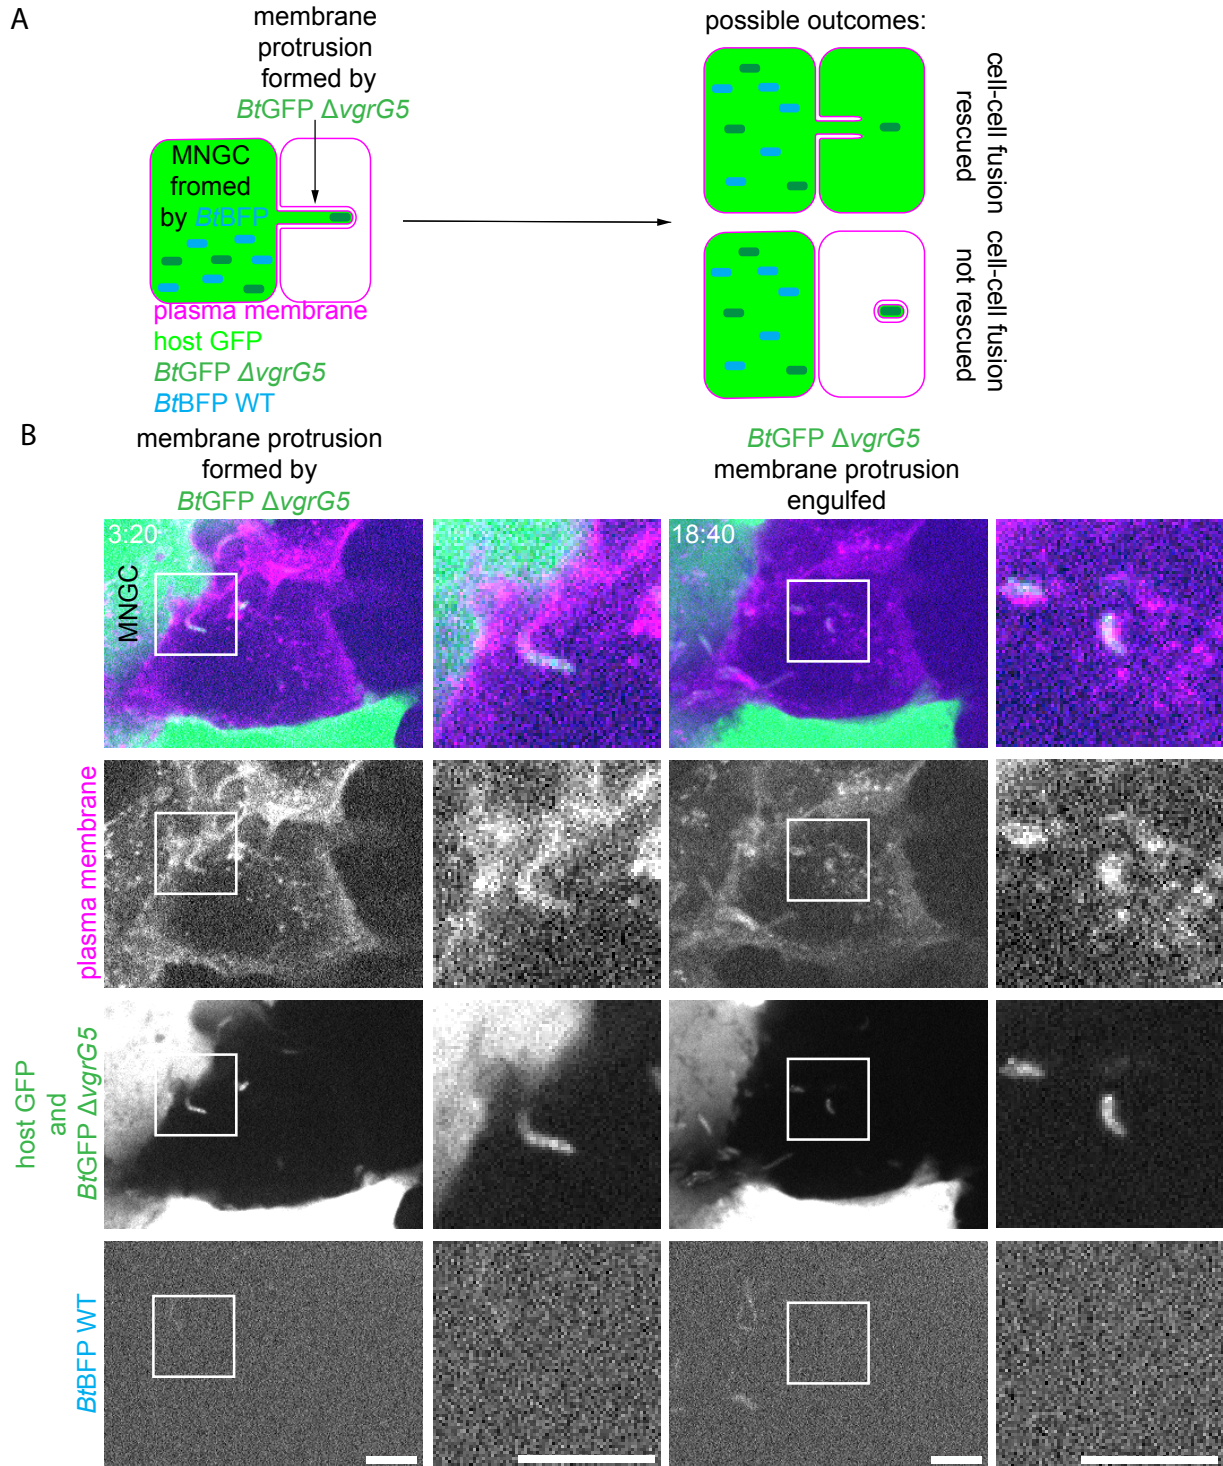 A
membrane
protrusion
formed by
BtGFP ΔvgrG5
MNGC
fromed
by BtBFP
plasma membrane
host GFP
BtGFP ΔvgrG5
BtBFP WT
possible outcomes:
cell-cell fusion
rescued
cell-cell fusion
not rescued
B
membrane protrusion
formed by
BtGFP ΔvgrG5
BtGFP ΔvgrG5
membrane protrusion
engulfed
3:20
MNGC
18:40
plasma membrane
host GFP
and
BtGFP ΔvgrG5
BtBFP WT